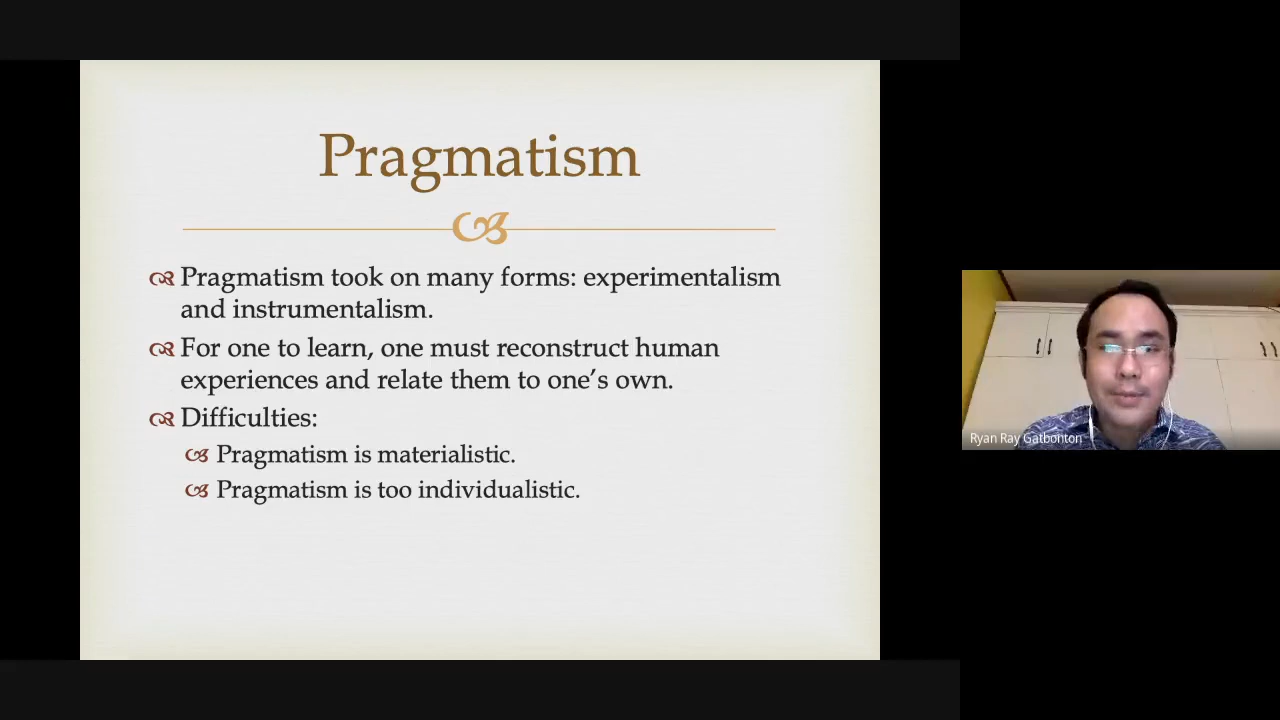 Pragmatism
Pragmatism took on many forms: experimentalism
and instrumentalism.
For one to learn, one must reconstruct human
experiences and relate them to one’s own.
Difficulties:
Pragmatism is materialistic.
Pragmatism is too individualistic.
Ryan Ray Gatbonton